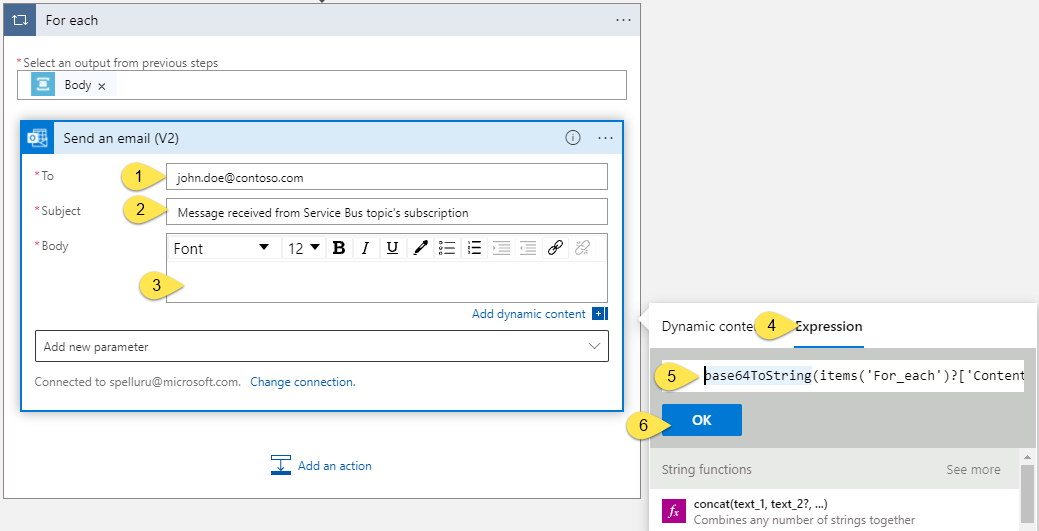 For each
* Select an output from previous steps
Body ×
Send an email (V2)
* To
1
john.doe@contoso.com
* Subject
2
Message received from Service Bus topic's subscription
* Body
Font
12
B
I
U
3
Add dynamic content
Add new parameter
Connected to spelluru@microsoft.com. Change connection.
Add an action
Dynamic conte
4
Expression
5
base64ToString(items('For_each')?['Content
6
OK
String functions
See more
fx
concat(text_1, text_2?, ...)
Combines any number of strings together